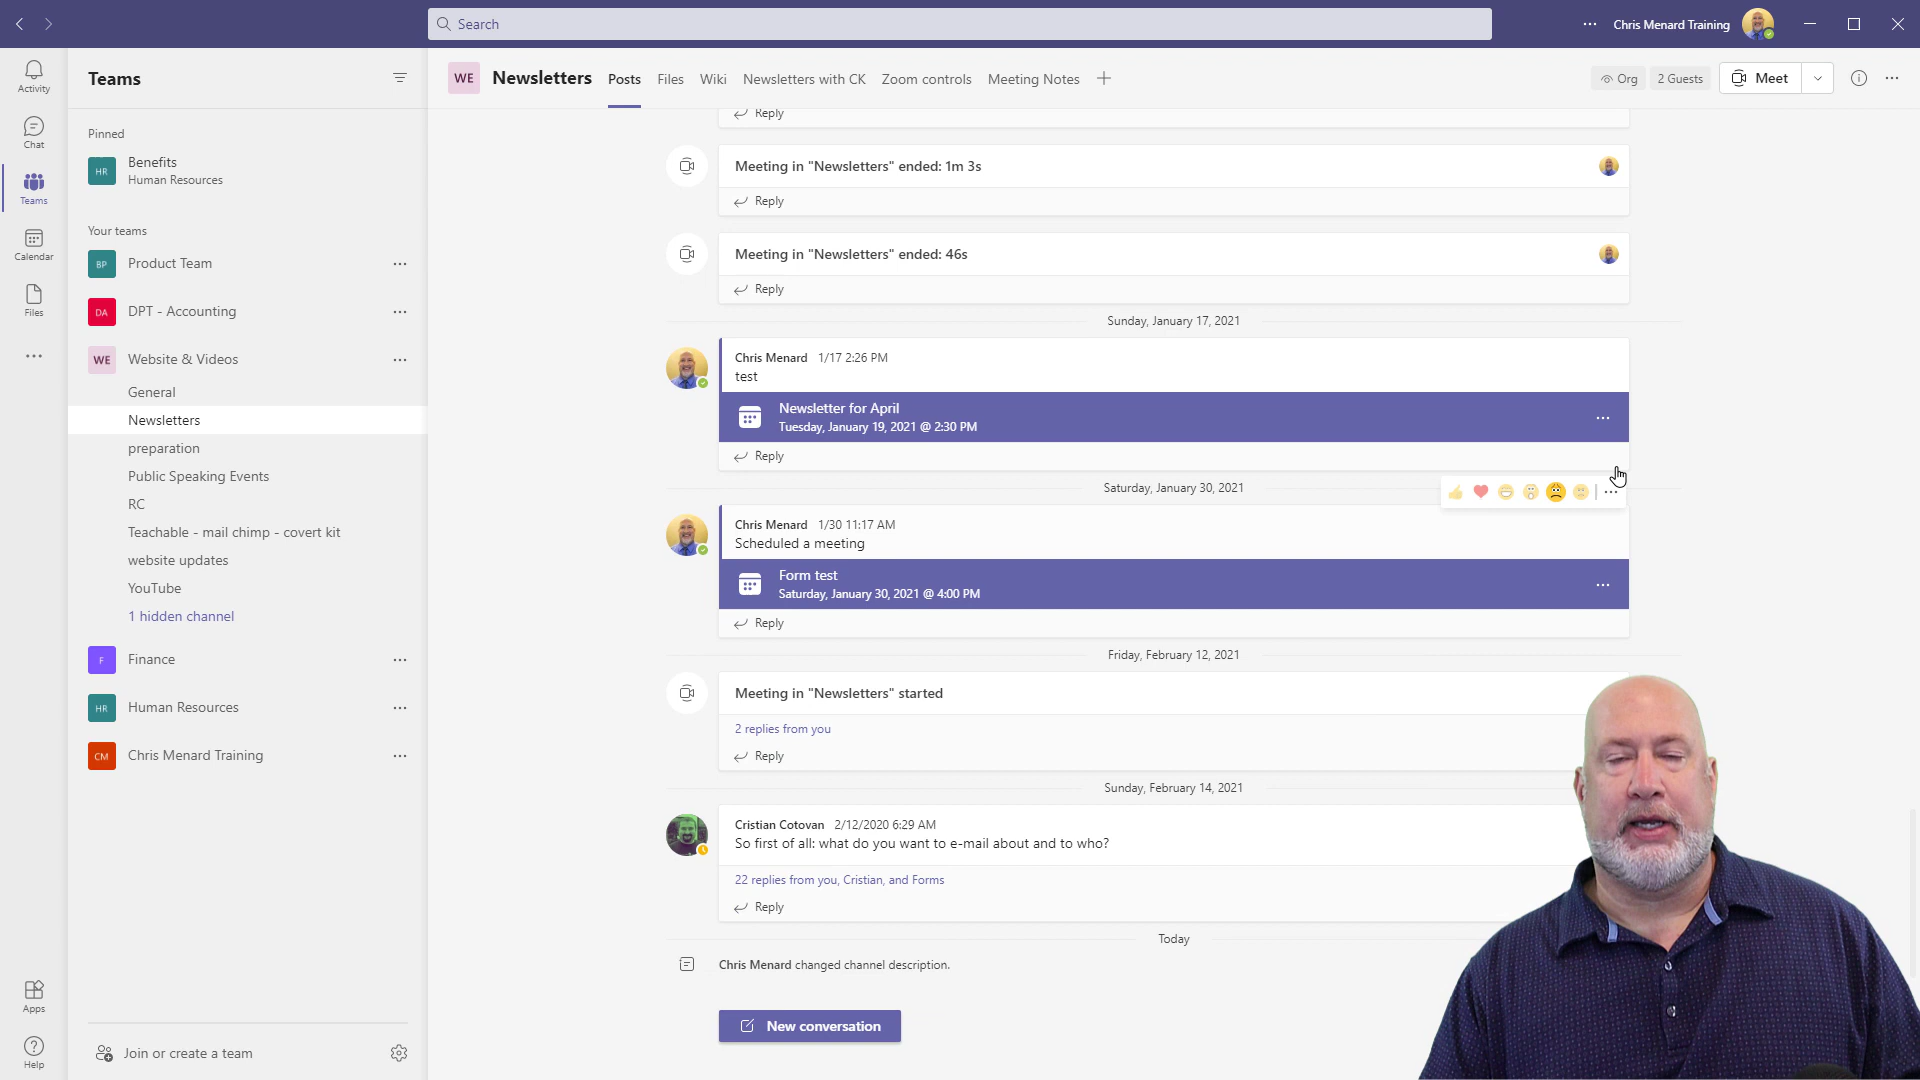 Search
Chris Menard Training
Activity
Chat
Teams
Calendar
Files
Apps
Help
Teams
Pinned
HR
Benefits
Human Resources
Your teams
BP
Product Team
DA
DPT - Accounting
WE
Website & Videos
General
Newsletters
preparation
Public Speaking Events
RC
Teachable - mail chimp - covert kit
website updates
YouTube
1 hidden channel
F
Finance
HR
Human Resources
CM
Chris Menard Training
Join or create a team
WE
Newsletters
Posts
Files
Wiki
Newsletters with CK
Zoom controls
Meeting Notes
Org
2 Guests
Meet
Reply
Meeting in "Newsletters" ended: 1m 3s
Reply
Meeting in "Newsletters" ended: 46s
Reply
Sunday, January 17, 2021
Chris Menard 1/17 2:26 PM
test
Newsletter for April
Tuesday, January 19, 2021 @ 2:30 PM
Reply
Saturday, January 30, 2021
Chris Menard 1/30 11:17 AM
Scheduled a meeting
Form test
Saturday, January 30, 2021 @ 4:00 PM
Reply
Friday, February 12, 2021
Meeting in "Newsletters" started
2 replies from you
Reply
Sunday, February 14, 2021
Cristian Cotovan 2/12/2020 6:29 AM
So first of all: what do you want to e-mail about and to who?
22 replies from you, Cristian, and Forms
Reply
Today
Chris Menard changed channel description.
New conversation